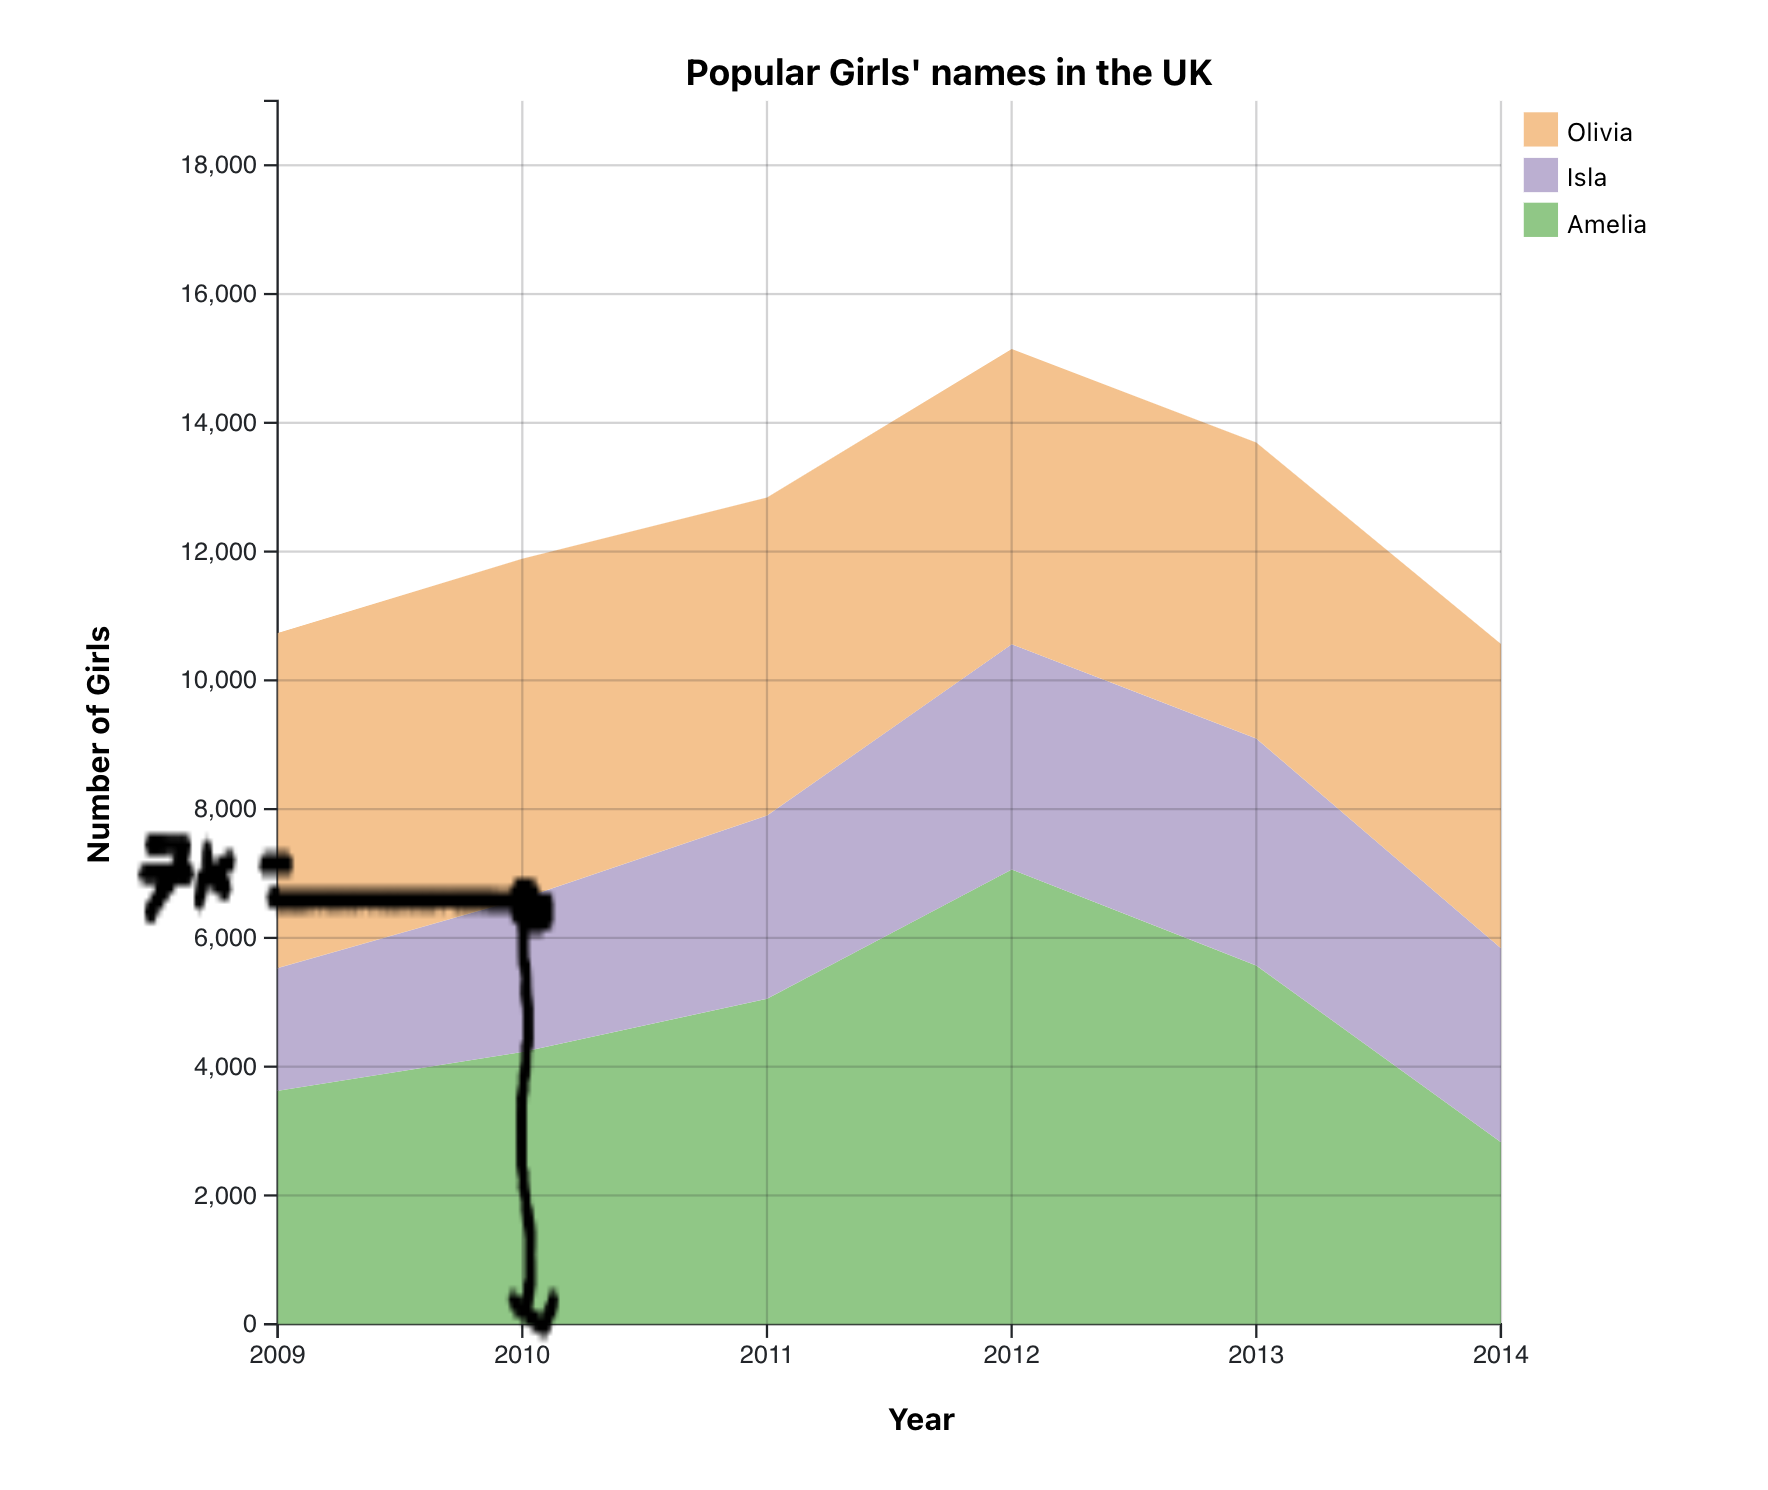 Popular Girls' names in the UK
Olivia
Isla
Amelia
18,000
16,000
14,000
12,000
10,000
8,000
7k
6,000
4,000
2,000
0
Number of Girls
2009 2010 2011 2012 2013 2014
Year